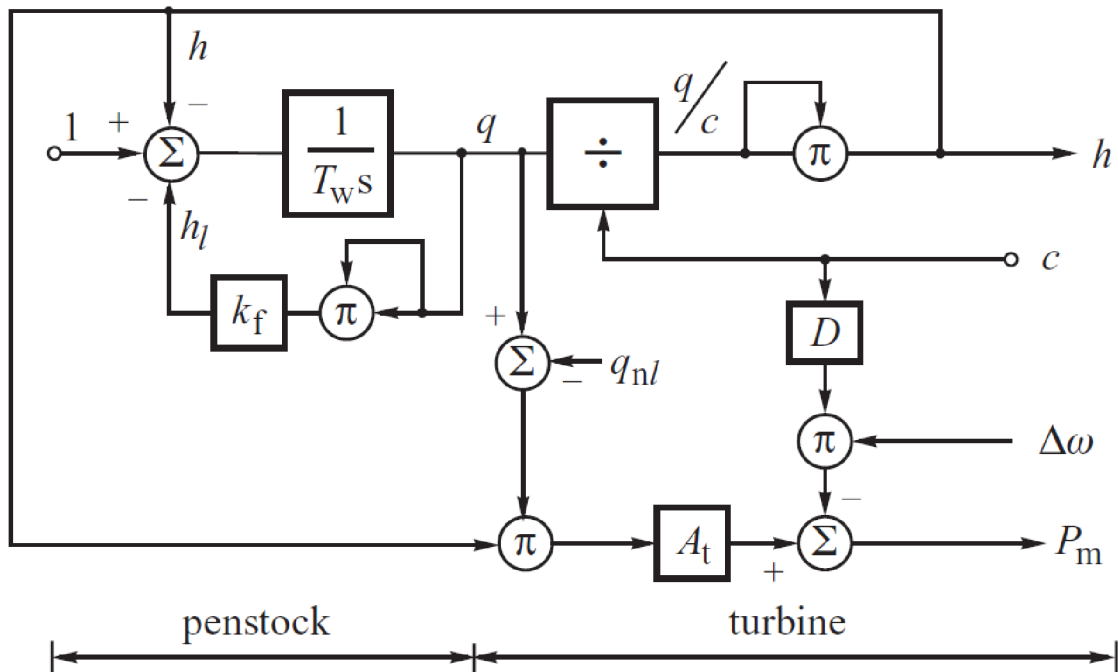 h
q/c
1 + − Σ 1/T_w s q ÷ π h
−
h_l
c
k_f π
+ D
Σ − q_nl
π Δω
−
π A_t + Σ P_m
penstock turbine